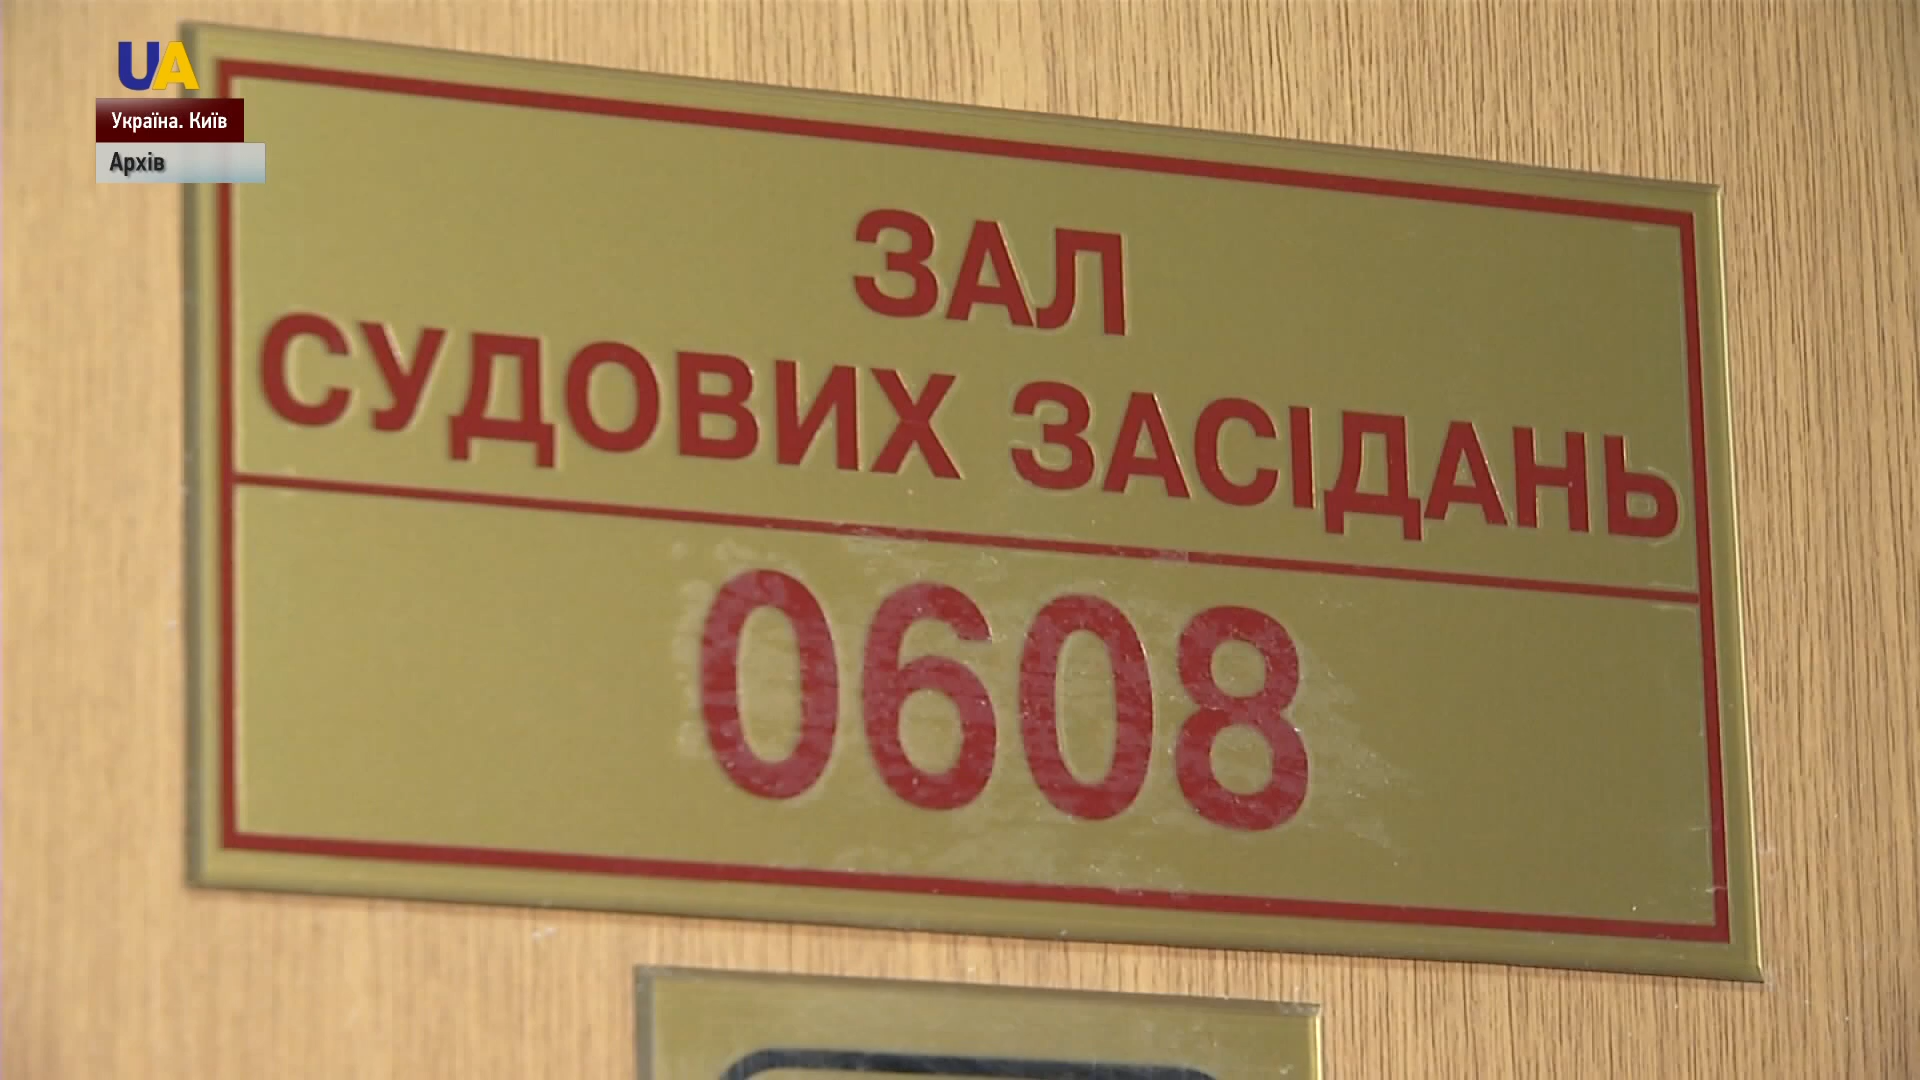 UA
Україна. Київ
Архів
ЗАЛ
СУДОВИХ ЗАСІДАНЬ
0608